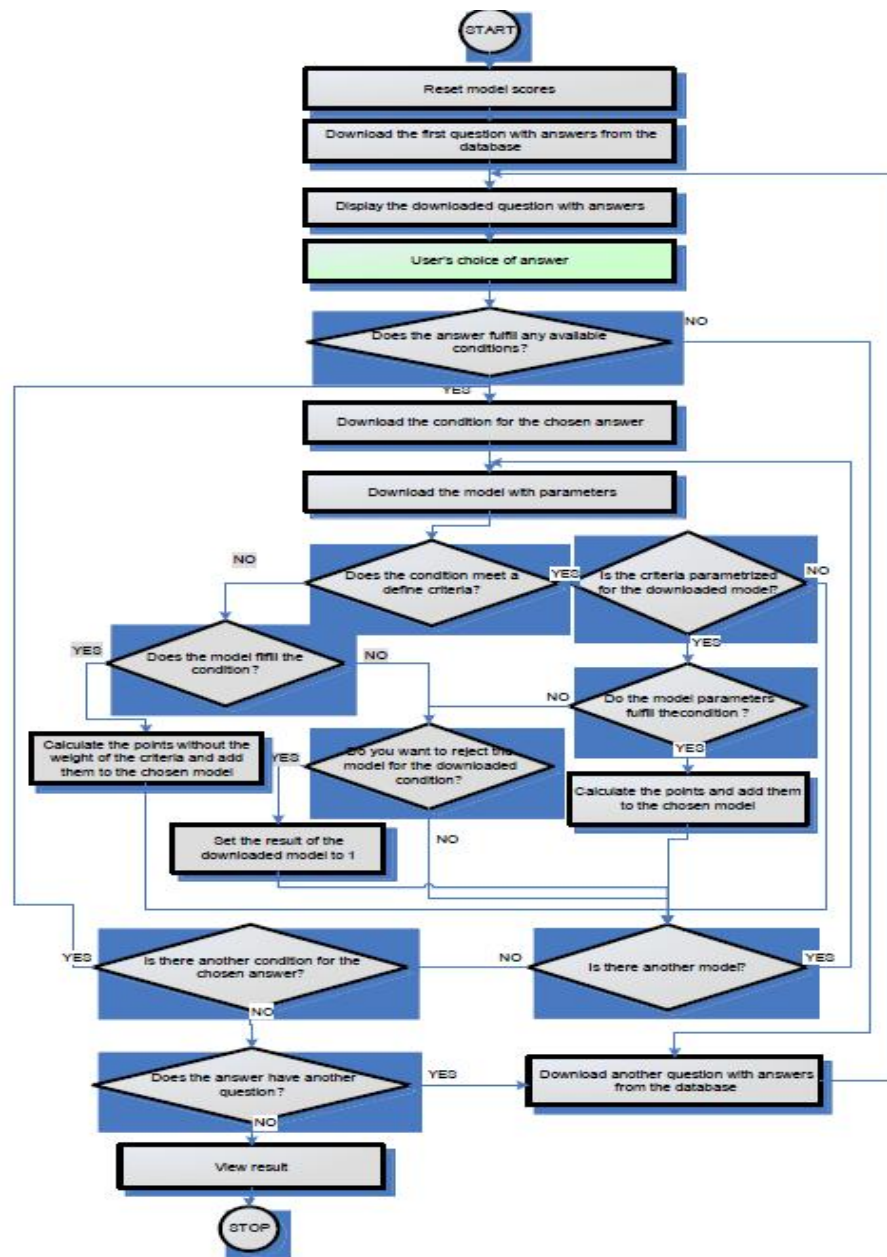 START
Reset model scores
Download the first question with answers from the
database
Display the downloaded question with answers
User's choice of answer
Does the answer fulfill any available
conditions?
NO
YES
Download the condition for the chosen answer
Download the model with parameters
NO
Does the condition meet a
define criteria?
YES
Is the criteria parametrized
for the downloaded model?
NO
YES
YES
Does the model flfill the
condition?
NO
NO
Do the model parameters
fulfill thecondition ?
YES
Calculate the points without the
weight of the criteria and add
them to the chosen model
YES
Do you want to reject the
model for the downloaded
condition?
Calculate the points and add them
to the chosen model
NO
Set the result of the
downloaded model to 1
YES
Is there another condition for the
chosen answer?
NO
Is there another model?
YES
NO
Does the answer have another
question?
YES
Download another question with answers
from the database
NO
View result
STOP